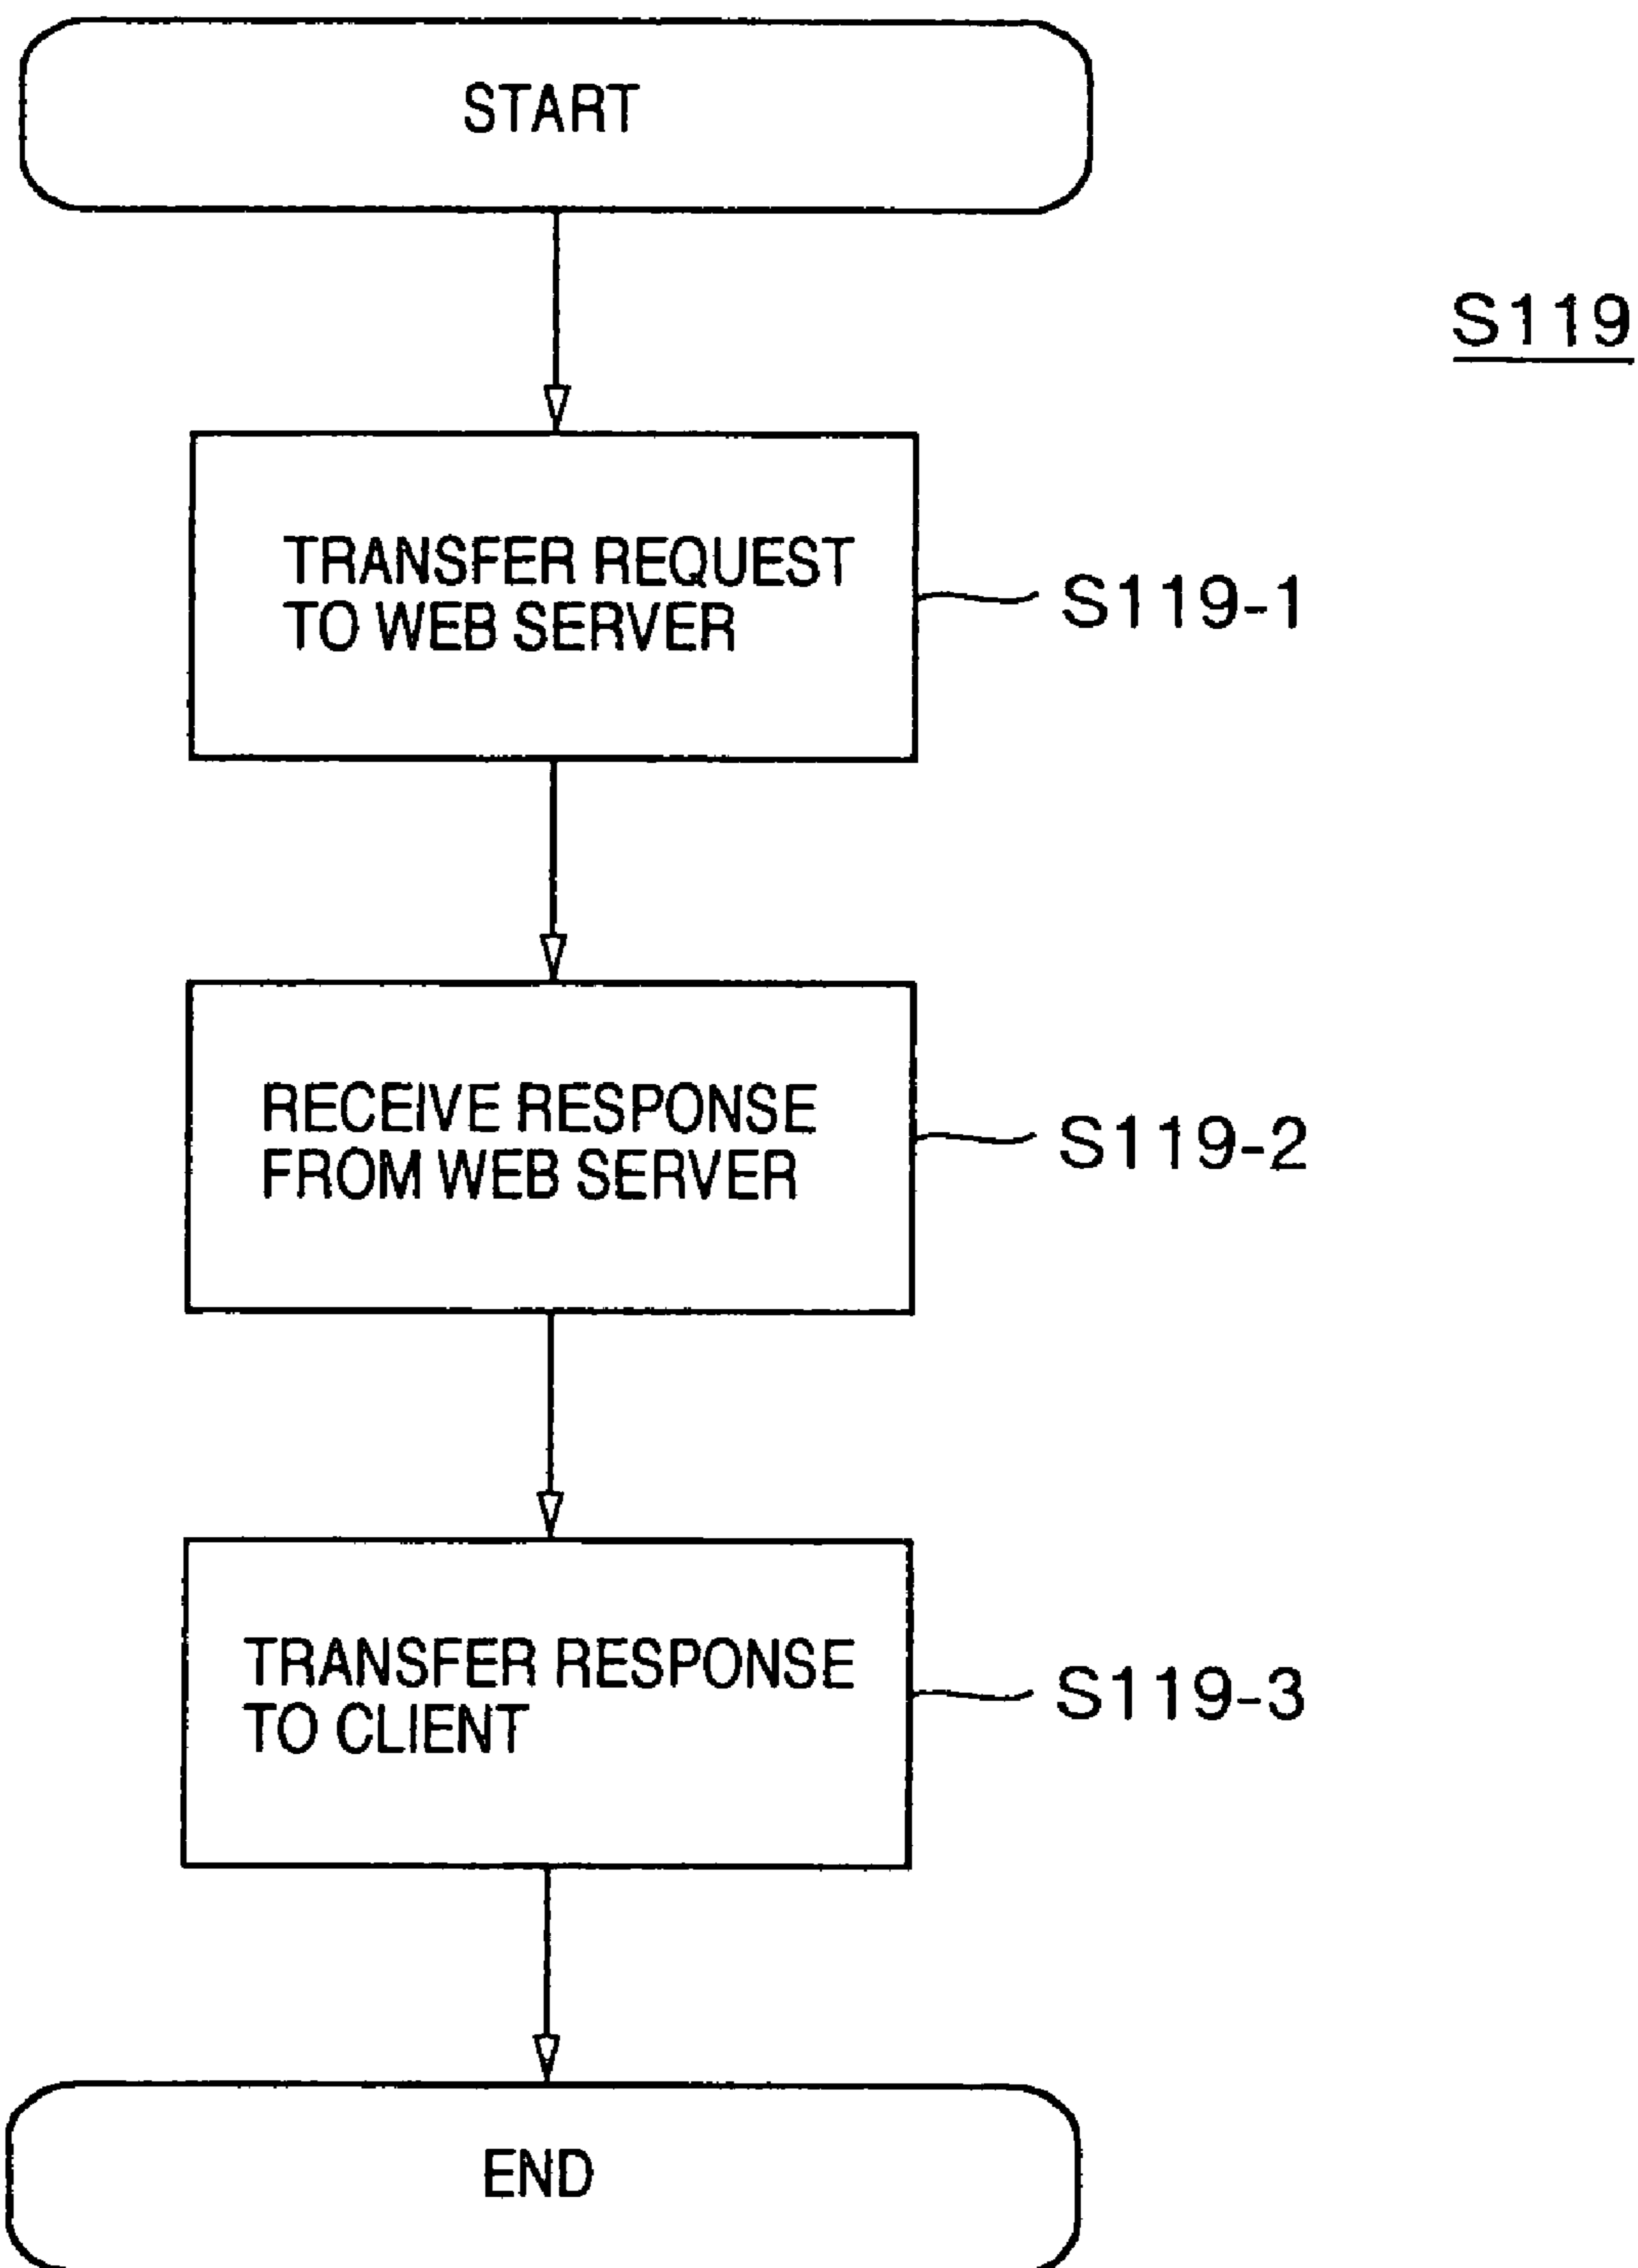 START
S119
TRANSFER REQUEST
TO WEB SERVER
S119-1
RECEIVE RESPONSE
FROM WEB SERVER
S119-2
TRANSFER RESPONSE
TO CLIENT
S119-3
END